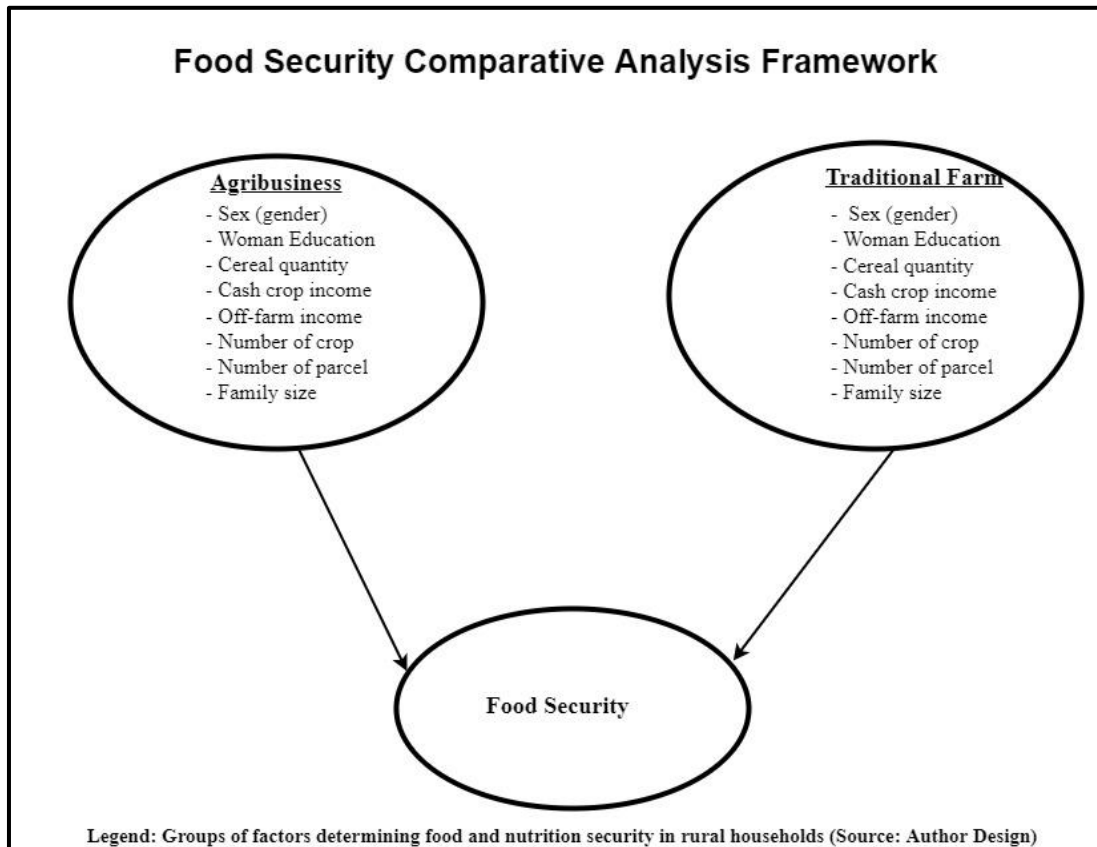 Food Security Comparative Analysis Framework
Agribusiness
- Sex (gender)
- Woman Education
- Cereal quantity
- Cash crop income
- Off-farm income
- Number of crop
- Number of parcel
- Family size
Traditional Farm
- Sex (gender)
- Woman Education
- Cereal quantity
- Cash crop income
- Off-farm income
- Number of crop
- Number of parcel
- Family size
Food Security
Legend: Groups of factors determining food and nutrition security in rural households (Source: Author Design)